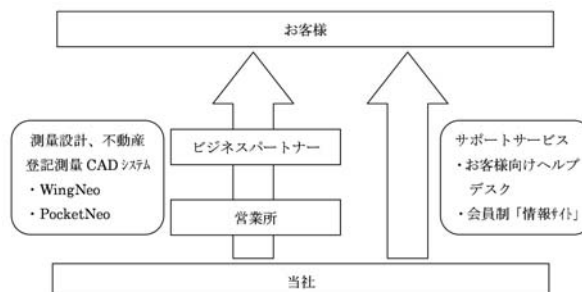 お客様
測量設計、不動産
登記測量 CAD ｼｽﾃﾑ
・WingNeo
・PocketNeo
ビジネスパートナー
営業所
サポートサービス
・お客様向けヘルプ
デスク
・会員制「情報ｻｲﾄ」
当社